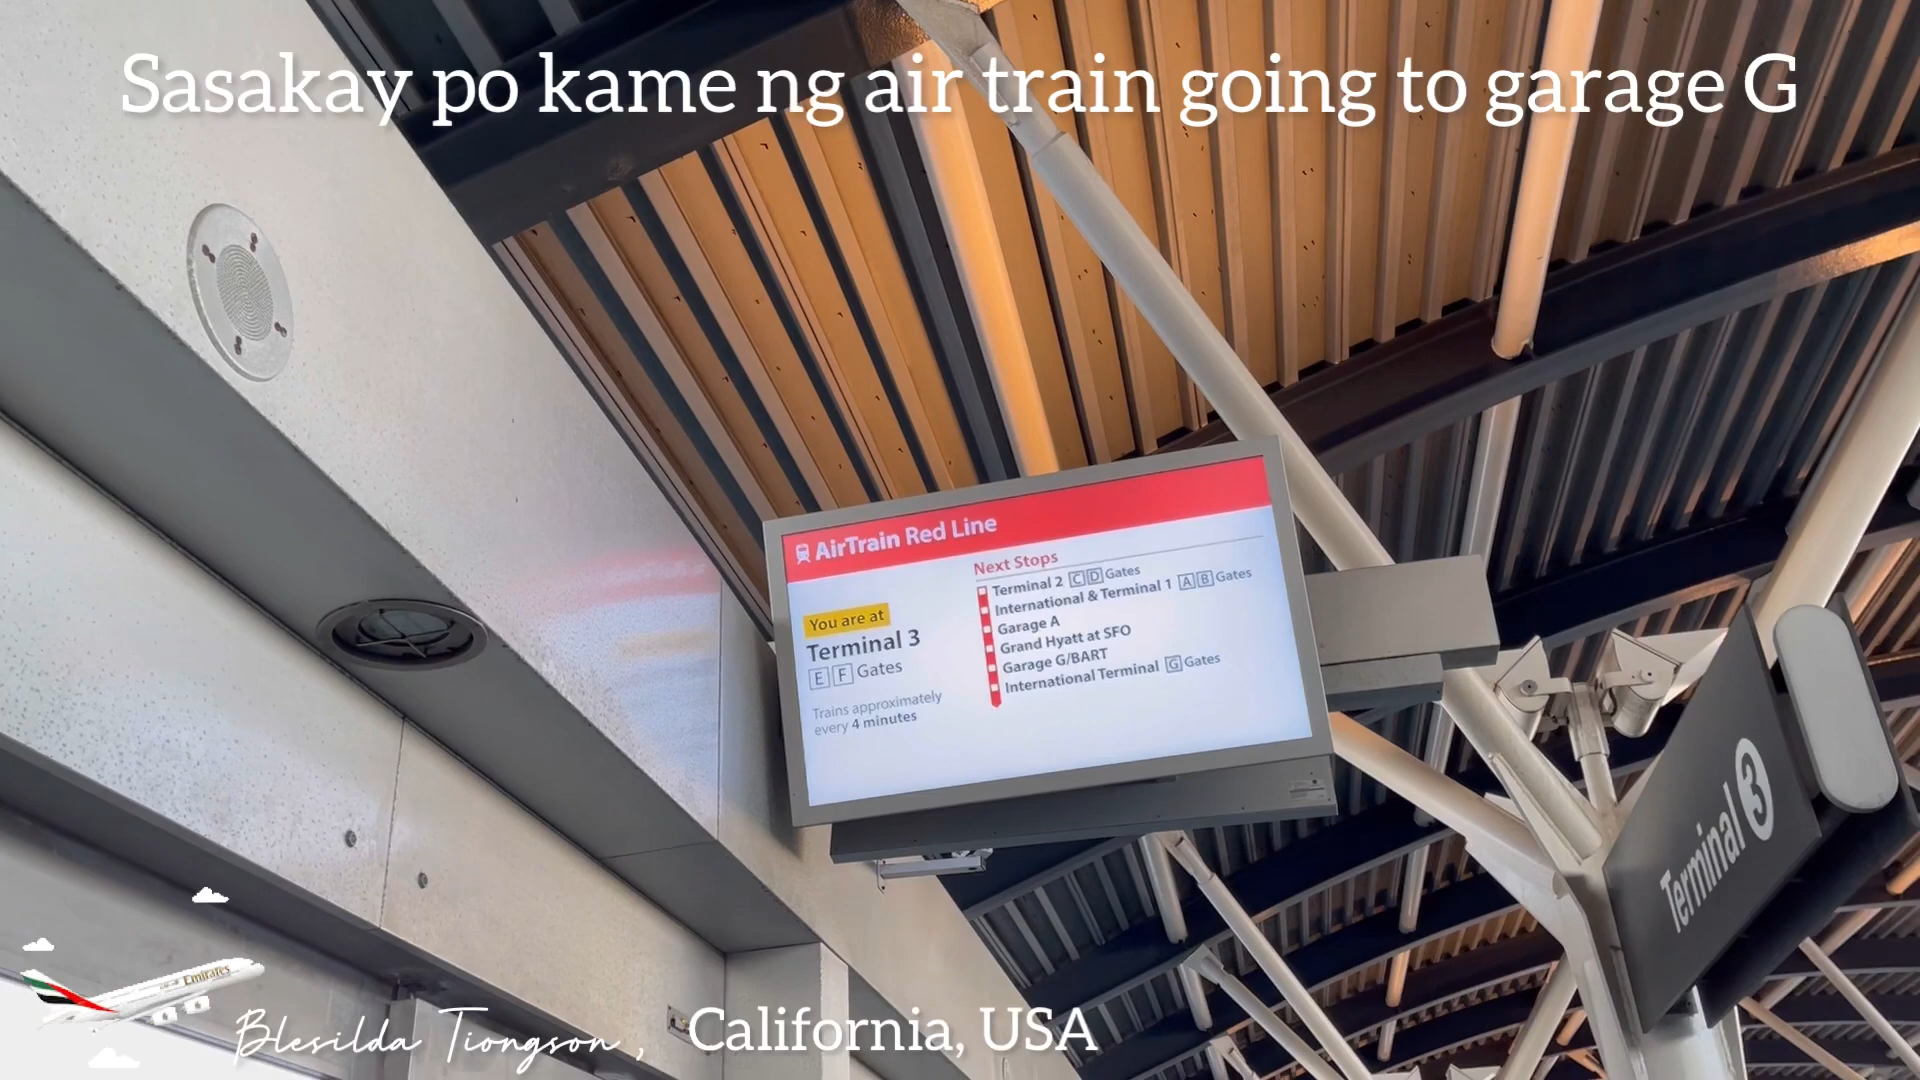 Sasakay po kame ng air train going to garage G
AirTrain Red Line
You are at
Terminal 3
E F Gates
Trains approximately
every 4 minutes
Next Stops
Terminal 2 C D Gates
International & Terminal 1 A B Gates
Garage A
Grand Hyatt at SFO
Garage G/BART
International Terminal G Gates
Terminal 3
Emirates
Blesilda Tiongson, California, USA